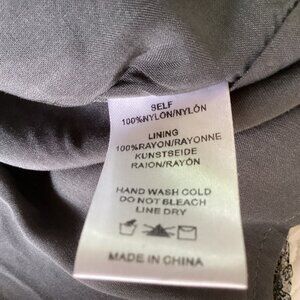 SELF
100%NYLON/NYLÓN
LINING
100%RAYON/RAYONNE
KUNSTSEIDE
RAION/RAYÓN
HAND WASH COLD
DO NOT BLEACH
LINE DRY
MADE IN CHINA